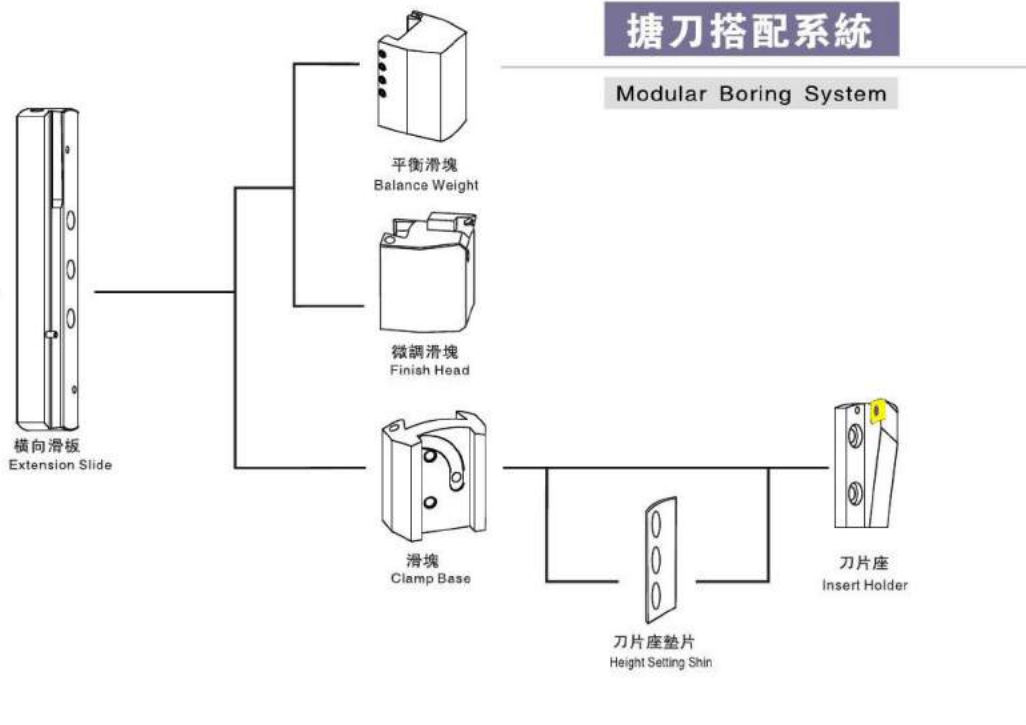 搪刀搭配系統
Modular Boring System
平衡滑塊
Balance Weight
微調滑塊
Finish Head
橫向滑板
Extension Slide
滑塊
Clamp Base
刀片座
Insert Holder
刀片座墊片
Height Setting Shin